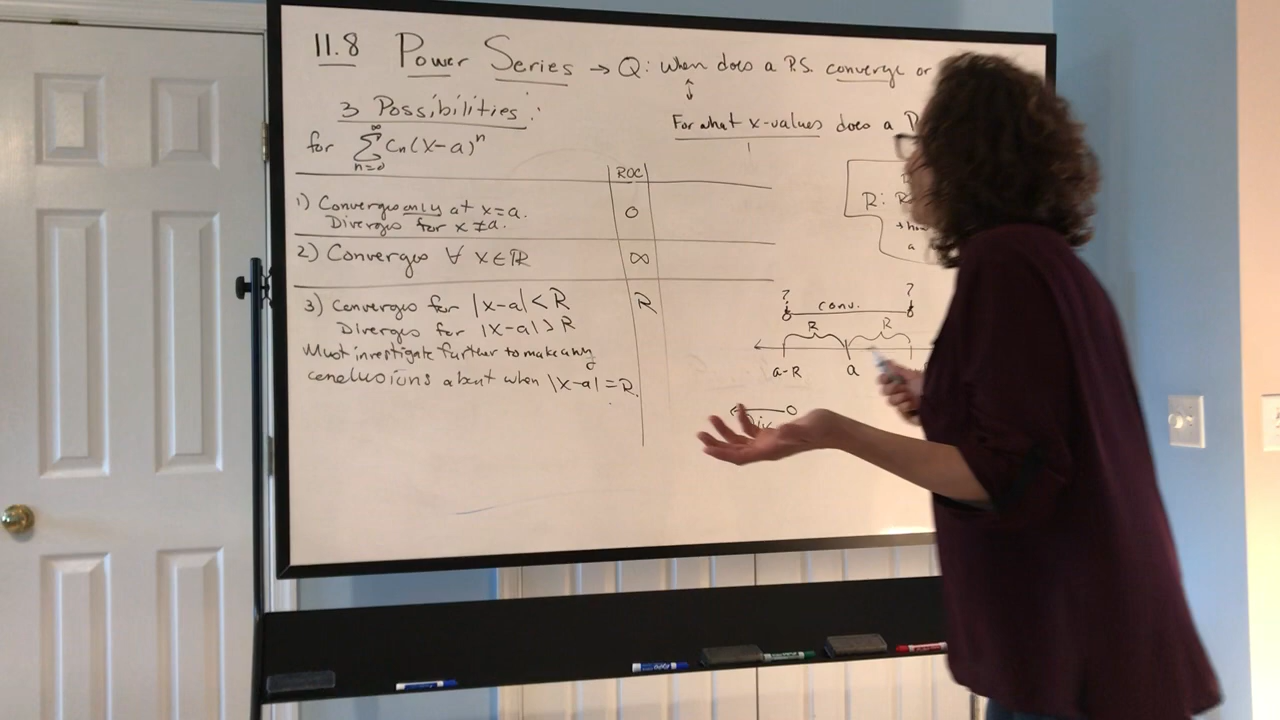 11.8 Power Series → Q: When does a P.S. converge or
↕
For what x-values does a P
3 Possibilities:
for ∑_{n=0}^{∞} Cn(x-a)^n
ROC
1) Converges only at x=a.
Diverges for x≠a.
0
2) Converges ∀ x∈ℝ
∞
3) Converges for |x-a|<R
R
Diverges for |x-a|>R
Must investigate further to make any
conclusions about when |x-a|=R.
R:
a
? ?
conv.
R R
a-R a
Div